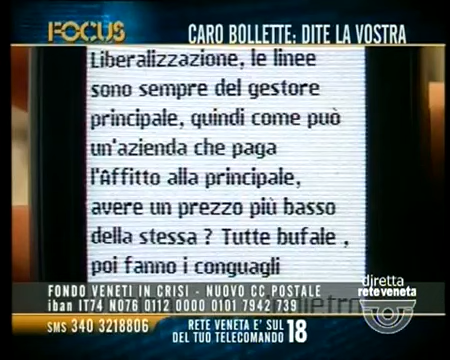 FOCUS
CARO BOLLETTE: DITE LA VOSTRA
Liberalizzazione, le linee
sono sempre del gestore
principale, quindi come può
un'azienda che paga
l'Affitto alla principale,
avere un prezzo più basso
della stessa ? Tutte bufale ,
poi fanno i conguagli
FONDO VENETI IN CRISI - NUOVO CC POSTALE
iban IT74 N076 0112 0000 0101 7942 739
diretta
reteveneta
SMS 340 3218806
RETE VENETA E' SUL
DEL TUO TELECOMANDO 18